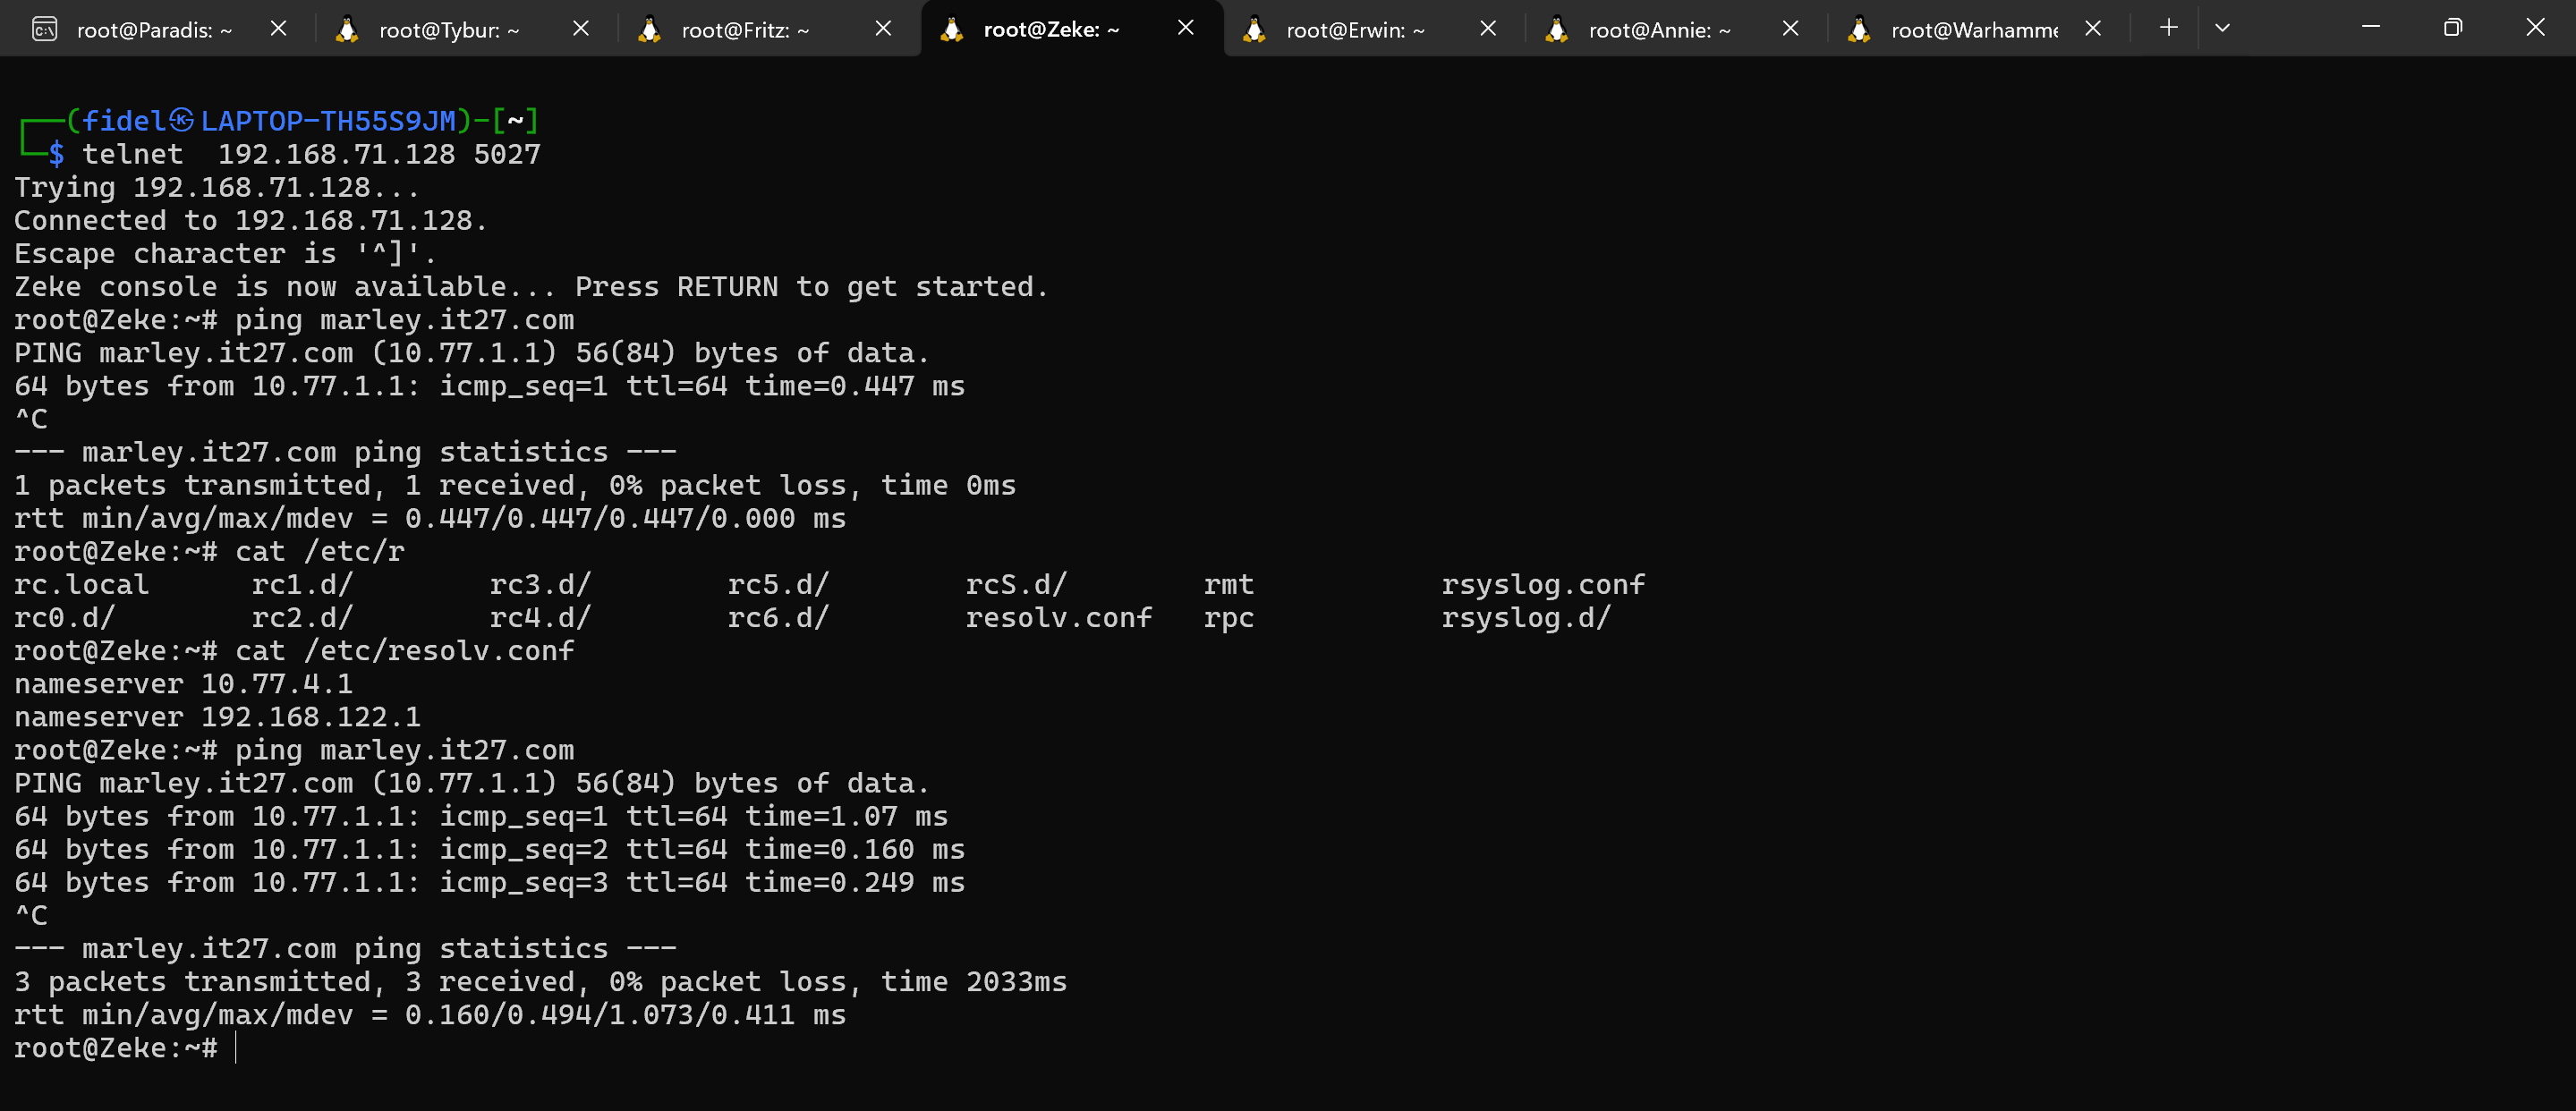 root@Paradis: ~
root@Tybur: ~
root@Fritz: ~
root@Zeke: ~
root@Erwin: ~
root@Annie: ~
root@Warhamme
┌──(fidel㉿LAPTOP-TH55S9JM)-[~]
└─$ telnet  192.168.71.128 5027
Trying 192.168.71.128...
Connected to 192.168.71.128.
Escape character is '^]'.
Zeke console is now available... Press RETURN to get started.
root@Zeke:~# ping marley.it27.com
PING marley.it27.com (10.77.1.1) 56(84) bytes of data.
64 bytes from 10.77.1.1: icmp_seq=1 ttl=64 time=0.447 ms
^C
--- marley.it27.com ping statistics ---
1 packets transmitted, 1 received, 0% packet loss, time 0ms
rtt min/avg/max/mdev = 0.447/0.447/0.447/0.000 ms
root@Zeke:~# cat /etc/r
rc.local      rc1.d/        rc3.d/        rc5.d/        rcS.d/        rmt           rsyslog.conf
rc0.d/        rc2.d/        rc4.d/        rc6.d/        resolv.conf   rpc           rsyslog.d/
root@Zeke:~# cat /etc/resolv.conf
nameserver 10.77.4.1
nameserver 192.168.122.1
root@Zeke:~# ping marley.it27.com
PING marley.it27.com (10.77.1.1) 56(84) bytes of data.
64 bytes from 10.77.1.1: icmp_seq=1 ttl=64 time=1.07 ms
64 bytes from 10.77.1.1: icmp_seq=2 ttl=64 time=0.160 ms
64 bytes from 10.77.1.1: icmp_seq=3 ttl=64 time=0.249 ms
^C
--- marley.it27.com ping statistics ---
3 packets transmitted, 3 received, 0% packet loss, time 2033ms
rtt min/avg/max/mdev = 0.160/0.494/1.073/0.411 ms
root@Zeke:~#